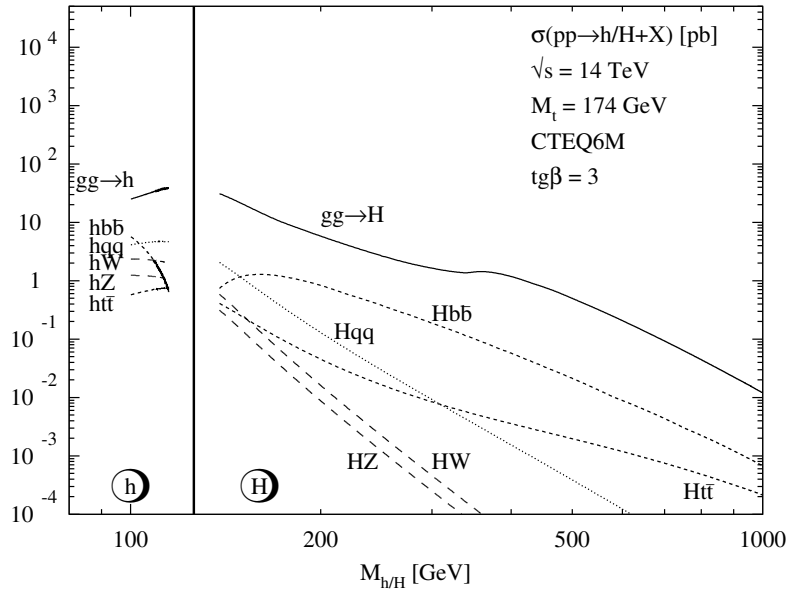 σ(pp→h/H+X) [pb]
√s = 14 TeV
Mₜ = 174 GeV
CTEQ6M
tgβ = 3
10⁴
10³
10²
10
1
10⁻¹
10⁻²
10⁻³
10⁻⁴
gg→h
hbb̄
hqq
hW
hZ
htt̄
gg→H
Hbb̄
Hqq
HZ
HW
Htt̄
h
H
100
200
500
1000
M_{h/H} [GeV]